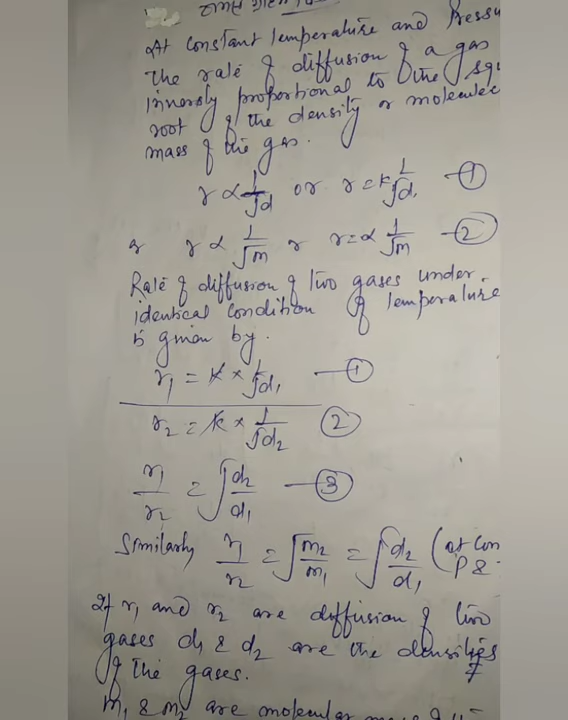 At constant temperature and Pressu
the rate of diffusion of a gas
inversly proportional to the squ
root of the density or molecule
mass of the gas.
r ∝ 1/√d or r = k 1/√d, —①
or r ∝ 1/√m or r = ∝ 1/√m —②
Rate of diffusion of two gases under
identical condition of temperature
is given by.
r₁ = k × 1/√d₁ —①
r₂ = k × 1/√d₂ ②
r₁/r₂ = √d₂/d₁ —③
Similarly r₁/r₂ = √m₂/m₁ = √d₂/d₁ (at con
P &
If r₁ and r₂ are diffusion of two
gases d₁ & d₂ are the densities
of the gases.
m₁ & m₂ are molecular